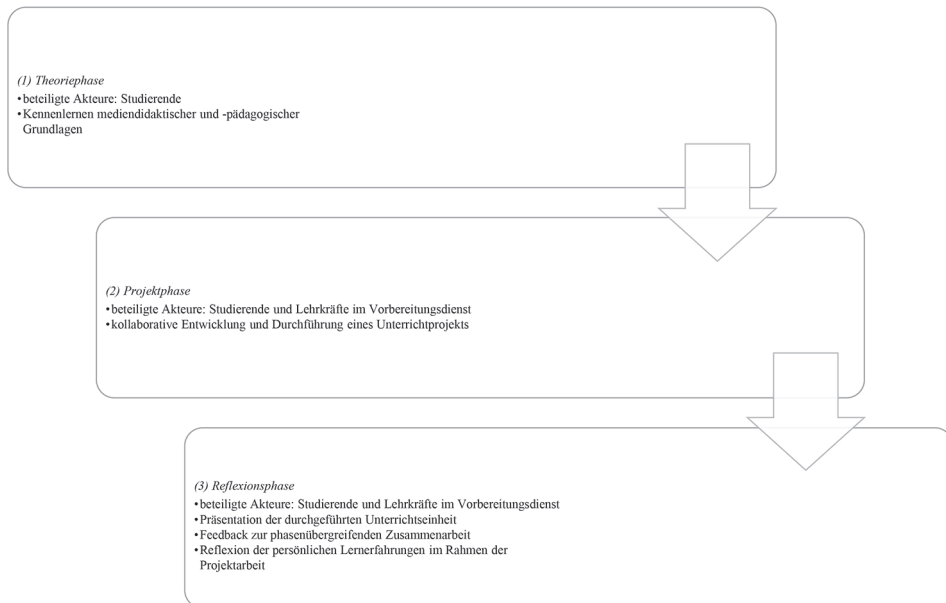 (1) Theoriephase
•beteiligte Akteure: Studierende
•Kennenlernen mediendidaktischer und -pädagogischer
Grundlagen
(2) Projektphase
•beteiligte Akteure: Studierende und Lehrkräfte im Vorbereitungsdienst
•kollaborative Entwicklung und Durchführung eines Unterrichtprojekts
(3) Reflexionsphase
•beteiligte Akteure: Studierende und Lehrkräfte im Vorbereitungsdienst
•Präsentation der durchgeführten Unterrichtseinheit
•Feedback zur phasenübergreifenden Zusammenarbeit
•Reflexion der persönlichen Lernerfahrungen im Rahmen der
Projektarbeit